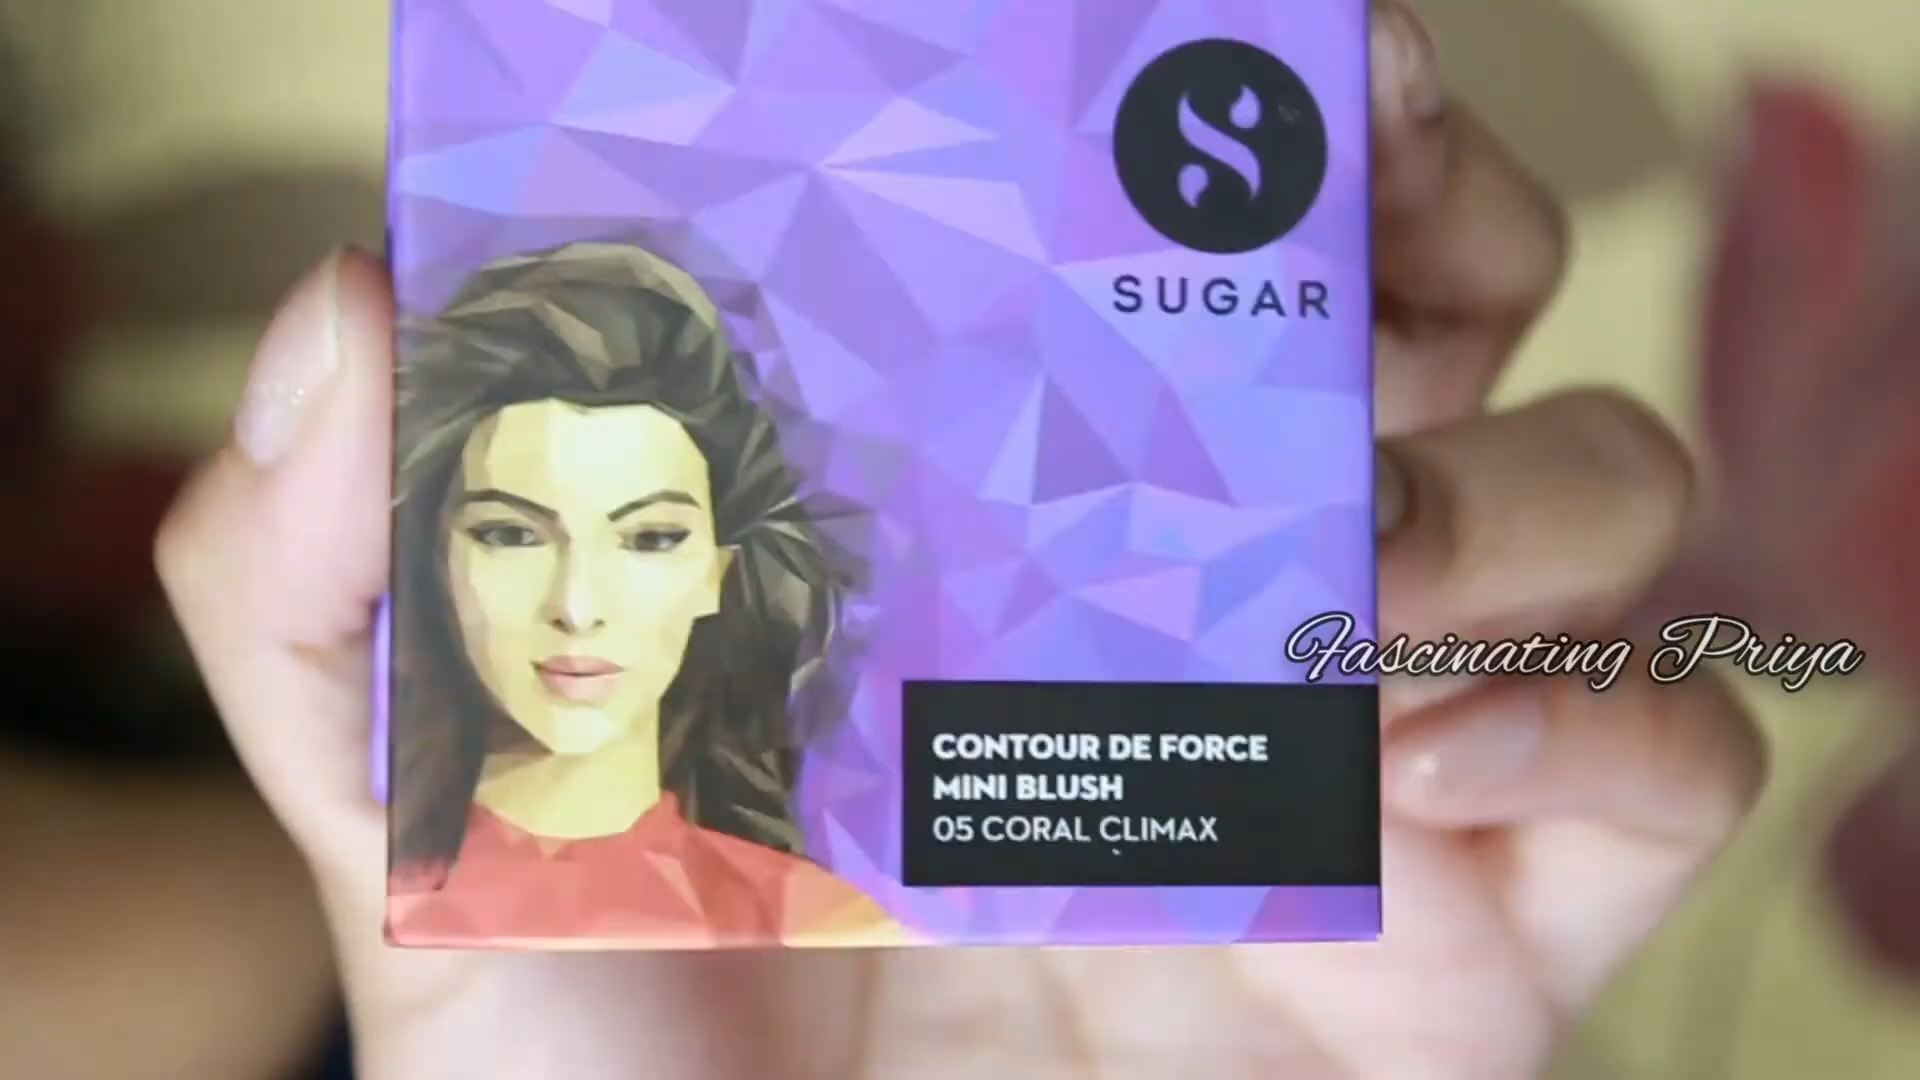 SUGAR
Fascinating Priya
CONTOUR DE FORCE
MINI BLUSH
05 CORAL CLIMAX